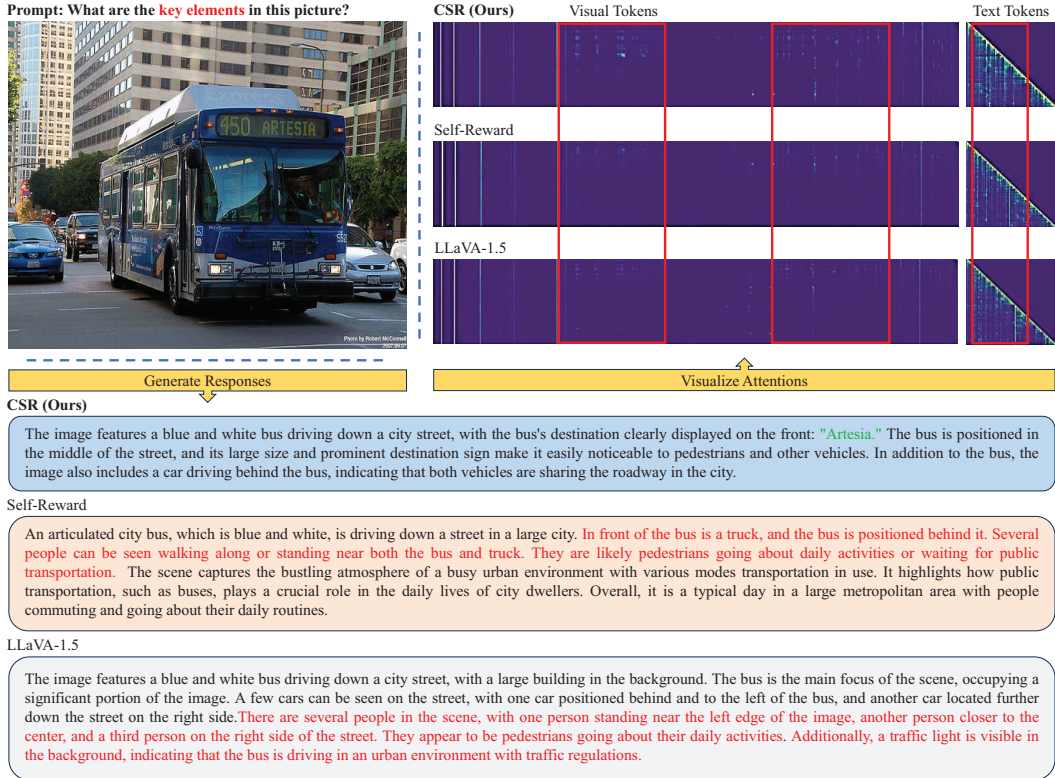 Prompt: What are the key elements in this picture?
Express
450 ARTESIA
Photo by Robert McConnell
2007.09.07
CSR (Ours)
Visual Tokens
Text Tokens
Self-Reward
LLaVA-1.5
Generate Responses
Visualize Attentions
CSR (Ours)
The image features a blue and white bus driving down a city street, with the bus's destination clearly displayed on the front: "Artesia." The bus is positioned in
the middle of the street, and its large size and prominent destination sign make it easily noticeable to pedestrians and other vehicles. In addition to the bus, the
image also includes a car driving behind the bus, indicating that both vehicles are sharing the roadway in the city.
Self-Reward
An articulated city bus, which is blue and white, is driving down a street in a large city. In front of the bus is a truck, and the bus is positioned behind it. Several
people can be seen walking along or standing near both the bus and truck. They are likely pedestrians going about daily activities or waiting for public
transportation. The scene captures the bustling atmosphere of a busy urban environment with various modes transportation in use. It highlights how public
transportation, such as buses, plays a crucial role in the daily lives of city dwellers. Overall, it is a typical day in a large metropolitan area with people
commuting and going about their daily routines.
LLaVA-1.5
The image features a blue and white bus driving down a city street, with a large building in the background. The bus is the main focus of the scene, occupying a
significant portion of the image. A few cars can be seen on the street, with one car positioned behind and to the left of the bus, and another car located further
down the street on the right side.There are several people in the scene, with one person standing near the left edge of the image, another person closer to the
center, and a third person on the right side of the street. They appear to be pedestrians going about their daily activities. Additionally, a traffic light is visible in
the background, indicating that the bus is driving in an urban environment with traffic regulations.